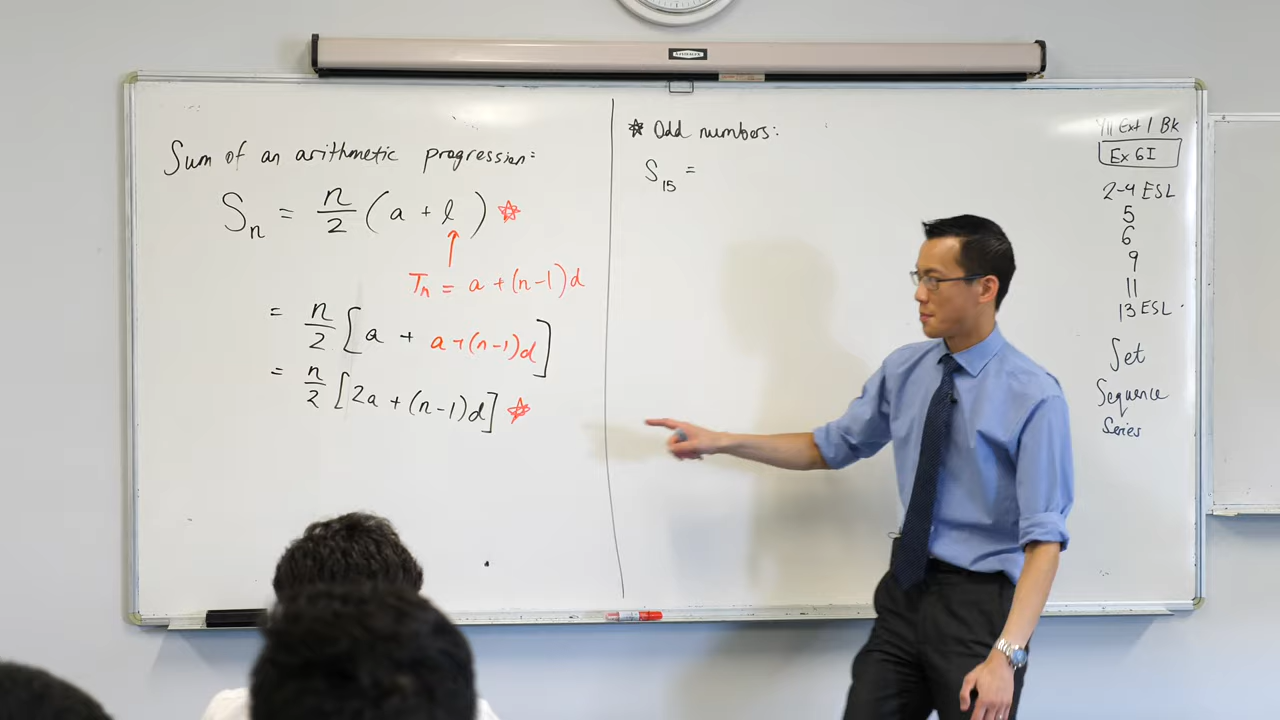 Sum of an arithmetic progression:
Sₙ = n/2 (a + l) ☆
↑
Tₙ = a + (n-1)d
= n/2 [a + a+(n-1)d]
= n/2 [2a + (n-1)d] ☆
☆ Odd numbers:
S₁₅ =
Y11 Ext 1 Bk
Ex 6I
2-4 ESL
5
6
9
11
13 ESL
Set
Sequence
Series